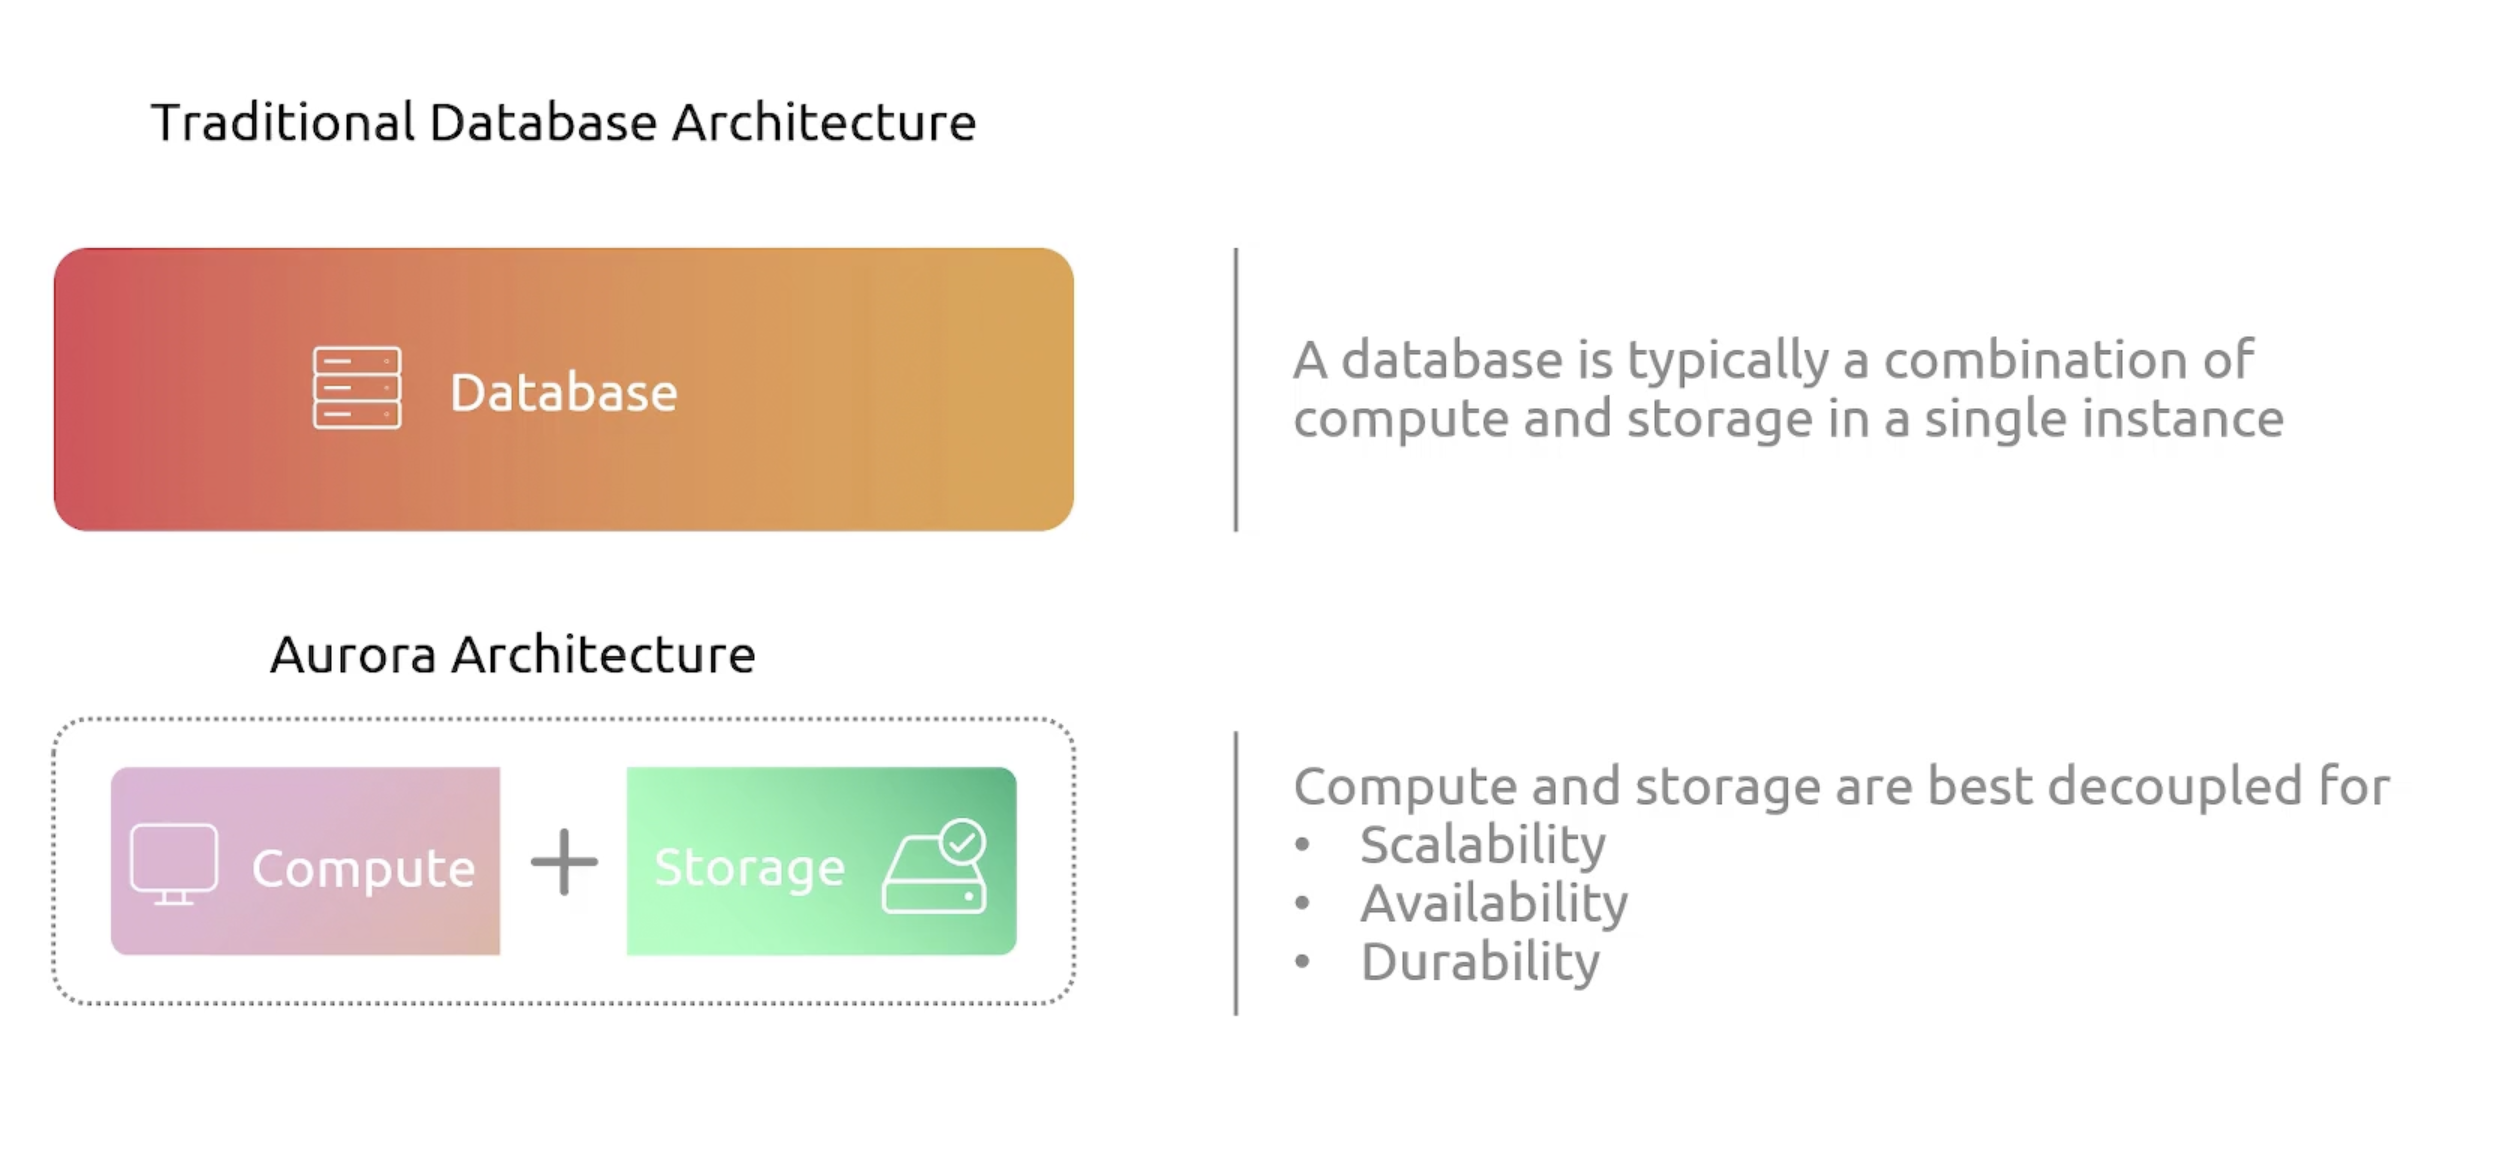 Traditional Database Architecture
Database
A database is typically a combination of
compute and storage in a single instance
Aurora Architecture
Compute
Storage
Compute and storage are best decoupled for
• Scalability
• Availability
• Durability